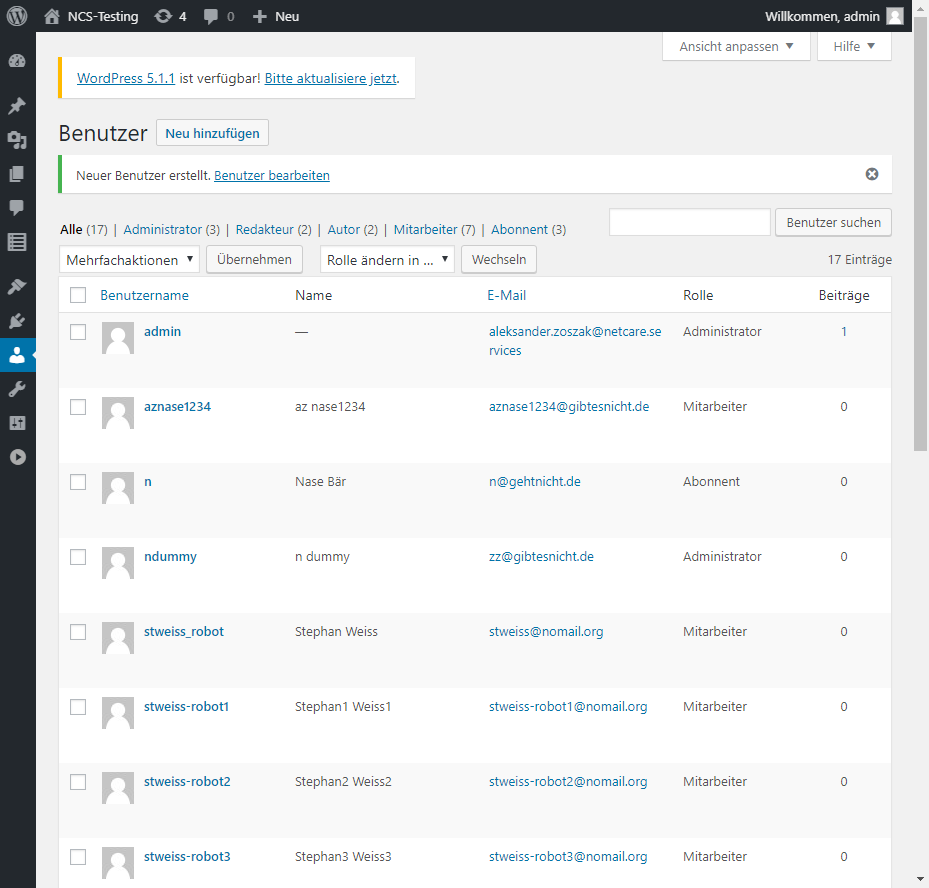 NCS-Testing 4 0 Neu Willkommen, admin
Ansicht anpassen Hilfe
WordPress 5.1.1 ist verfügbar! Bitte aktualisiere jetzt.
Benutzer Neu hinzufügen
Neuer Benutzer erstellt. Benutzer bearbeiten
Alle (17) | Administrator (3) | Redakteur (2) | Autor (2) | Mitarbeiter (7) | Abonnent (3) Benutzer suchen
Mehrfachaktionen Übernehmen Rolle ändern in ... Wechseln 17 Einträge
Benutzername Name E-Mail Rolle Beiträge
admin — aleksander.zoszak@netcare.se Administrator 1
rvices
aznase1234 az nase1234 aznase1234@gibtesnicht.de Mitarbeiter 0
n Nase Bär n@gehtnicht.de Abonnent 0
ndummy n dummy zz@gibtesnicht.de Administrator 0
stweiss_robot Stephan Weiss stweiss@nomail.org Mitarbeiter 0
stweiss-robot1 Stephan1 Weiss1 stweiss-robot1@nomail.org Mitarbeiter 0
stweiss-robot2 Stephan2 Weiss2 stweiss-robot2@nomail.org Mitarbeiter 0
stweiss-robot3 Stephan3 Weiss3 stweiss-robot3@nomail.org Mitarbeiter 0